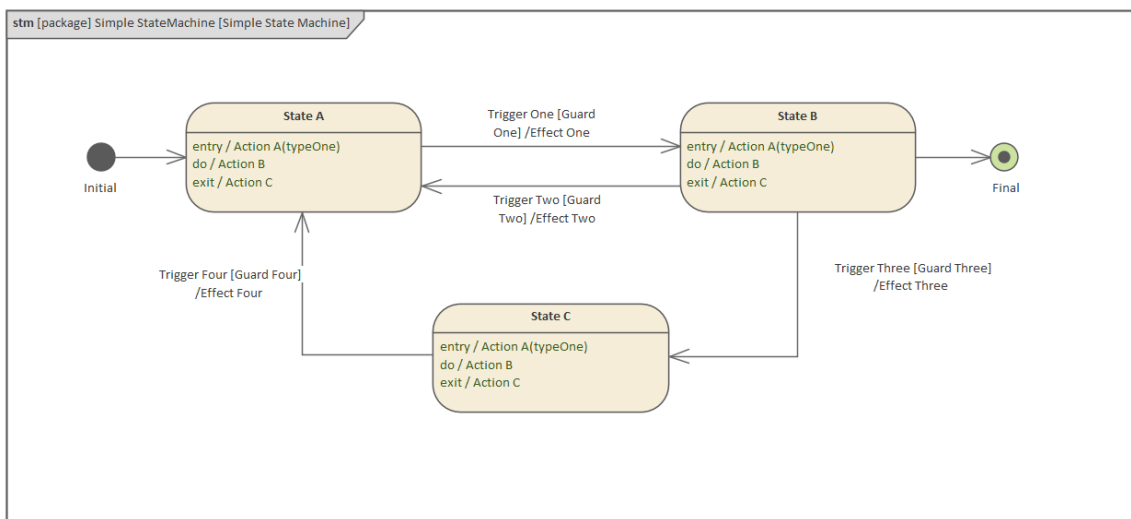 stm [package] Simple StateMachine [Simple State Machine]
State A
entry / Action A(typeOne)
do / Action B
exit / Action C
Trigger One [Guard
One] /Effect One
State B
entry / Action A(typeOne)
do / Action B
exit / Action C
Initial
Final
Trigger Two [Guard
Two] /Effect Two
Trigger Four [Guard Four]
/Effect Four
Trigger Three [Guard Three]
/Effect Three
State C
entry / Action A(typeOne)
do / Action B
exit / Action C